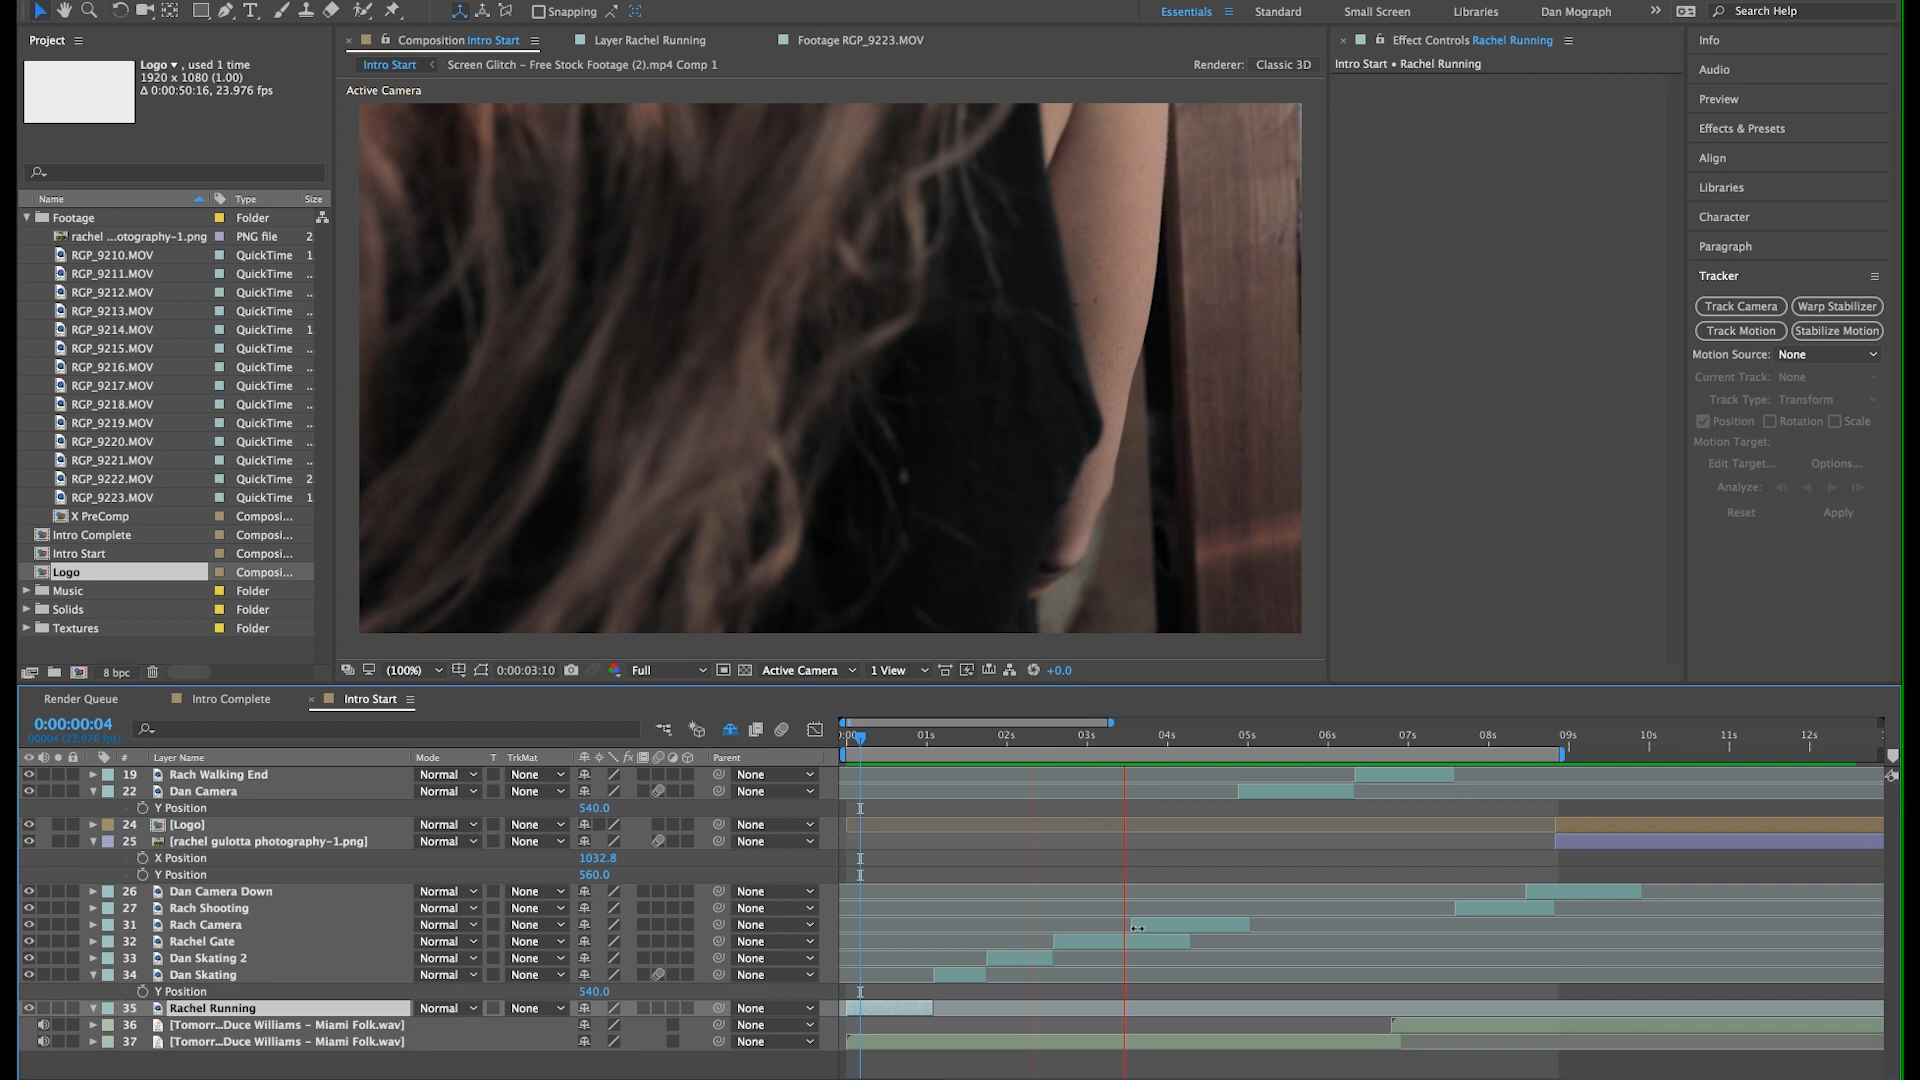 Snapping
Essentials Standard Small Screen Libraries Dan Mograph Search Help
Project
Logo , used 1 time
1920 x 1080 (1.00)
Δ 0:00:50:16, 23.976 fps
Name Type Size
Footage Folder
rachel ...otography-1.png PNG file 2
RGP_9210.MOV QuickTime 1
RGP_9211.MOV QuickTime ...
RGP_9212.MOV QuickTime ...
RGP_9213.MOV QuickTime ...
RGP_9214.MOV QuickTime 1
RGP_9215.MOV QuickTime ...
RGP_9216.MOV QuickTime ...
RGP_9217.MOV QuickTime ...
RGP_9218.MOV QuickTime ...
RGP_9219.MOV QuickTime ...
RGP_9220.MOV QuickTime ...
RGP_9221.MOV QuickTime ...
RGP_9222.MOV QuickTime 2
RGP_9223.MOV QuickTime 1
X PreComp Composi...
Intro Complete Composi...
Intro Start Composi...
Logo Composi...
Music Folder
Solids Folder
Textures Folder
8 bpc
Composition Intro Start Layer Rachel Running Footage RGP_9223.MOV
Intro Start Screen Glitch – Free Stock Footage (2).mp4 Comp 1 Renderer: Classic 3D
Active Camera
(100%) 0:00:03:10 Full Active Camera 1 View +0.0
Effect Controls Rachel Running
Intro Start • Rachel Running
Info
Audio
Preview
Effects & Presets
Align
Libraries
Character
Paragraph
Tracker
Track Camera Warp Stabilizer
Track Motion Stabilize Motion
Motion Source: None
Current Track: None
Track Type: Transform
Position Rotation Scale
Motion Target:
Edit Target... Options...
Analyze:
Reset Apply
Render Queue Intro Complete Intro Start
0:00:00:04
00004 (23.976 fps)
01s 02s 03s 04s 05s 06s 07s 08s 09s 10s 11s 12s
# Layer Name Mode T TrkMat Parent
19 Rach Walking End Normal None None
22 Dan Camera Normal None None
Y Position 540.0
24 [Logo] Normal None None
25 [rachel gulotta photography-1.png] Normal None None
X Position 1032.8
Y Position 560.0
26 Dan Camera Down Normal None None
27 Rach Shooting Normal None None
31 Rach Camera Normal None None
32 Rachel Gate Normal None None
33 Dan Skating 2 Normal None None
34 Dan Skating Normal None None
Y Position 540.0
35 Rachel Running Normal None None
36 [Tomorr...Duce Williams – Miami Folk.wav] None
37 [Tomorr...Duce Williams – Miami Folk.wav] None